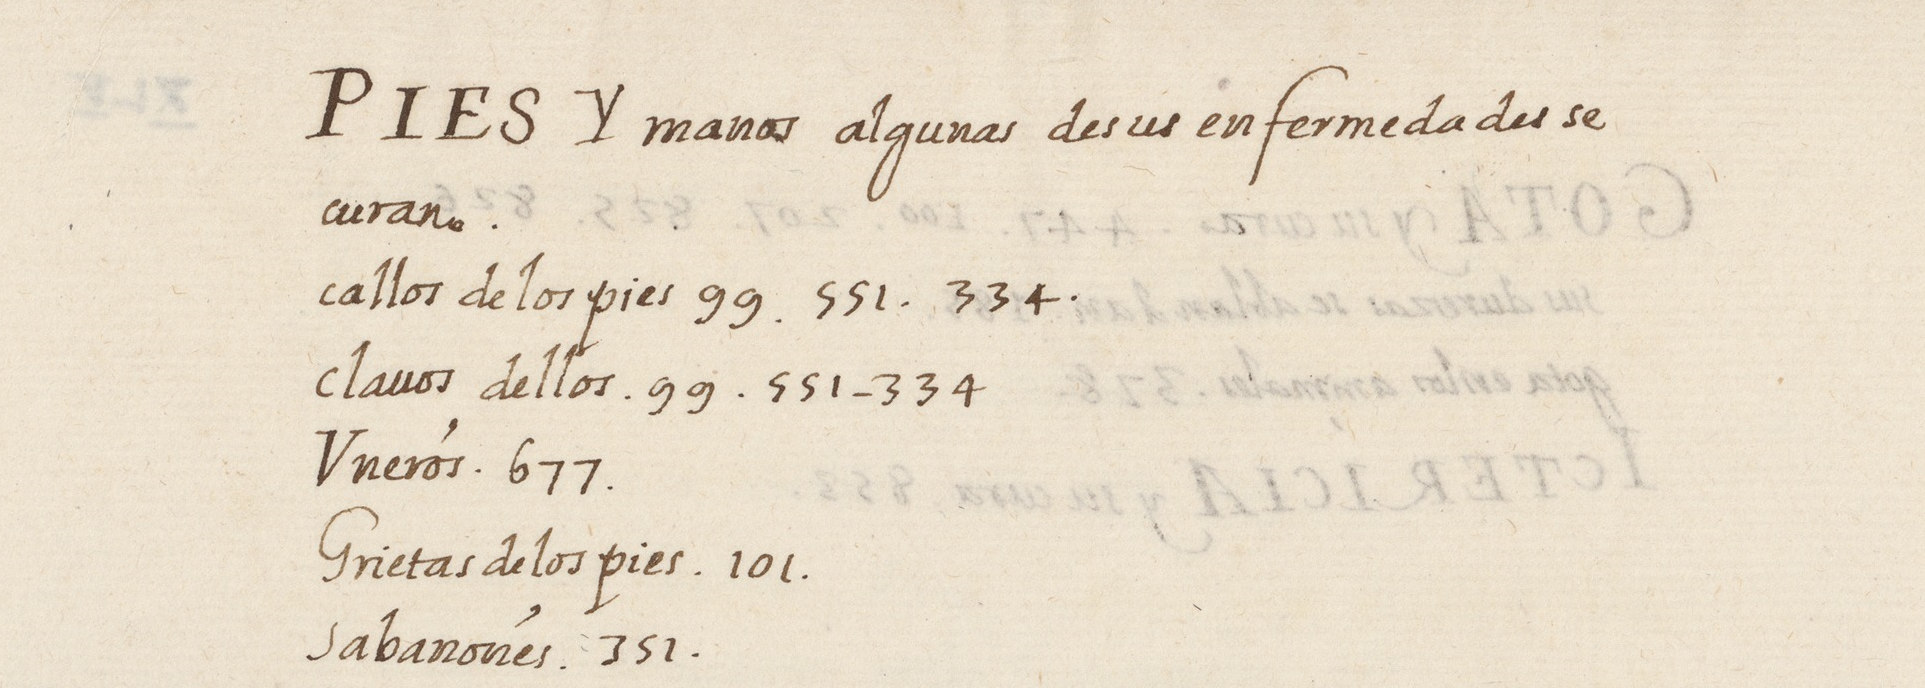 PIES Y manos algunas desus enfermedades se
curan.
callos delos pies 99. 551. 334.
clauos dellos. 99. 551-334
Vnerós. 677.
Grietas delos pies. 101.
Sabanonés. 351.